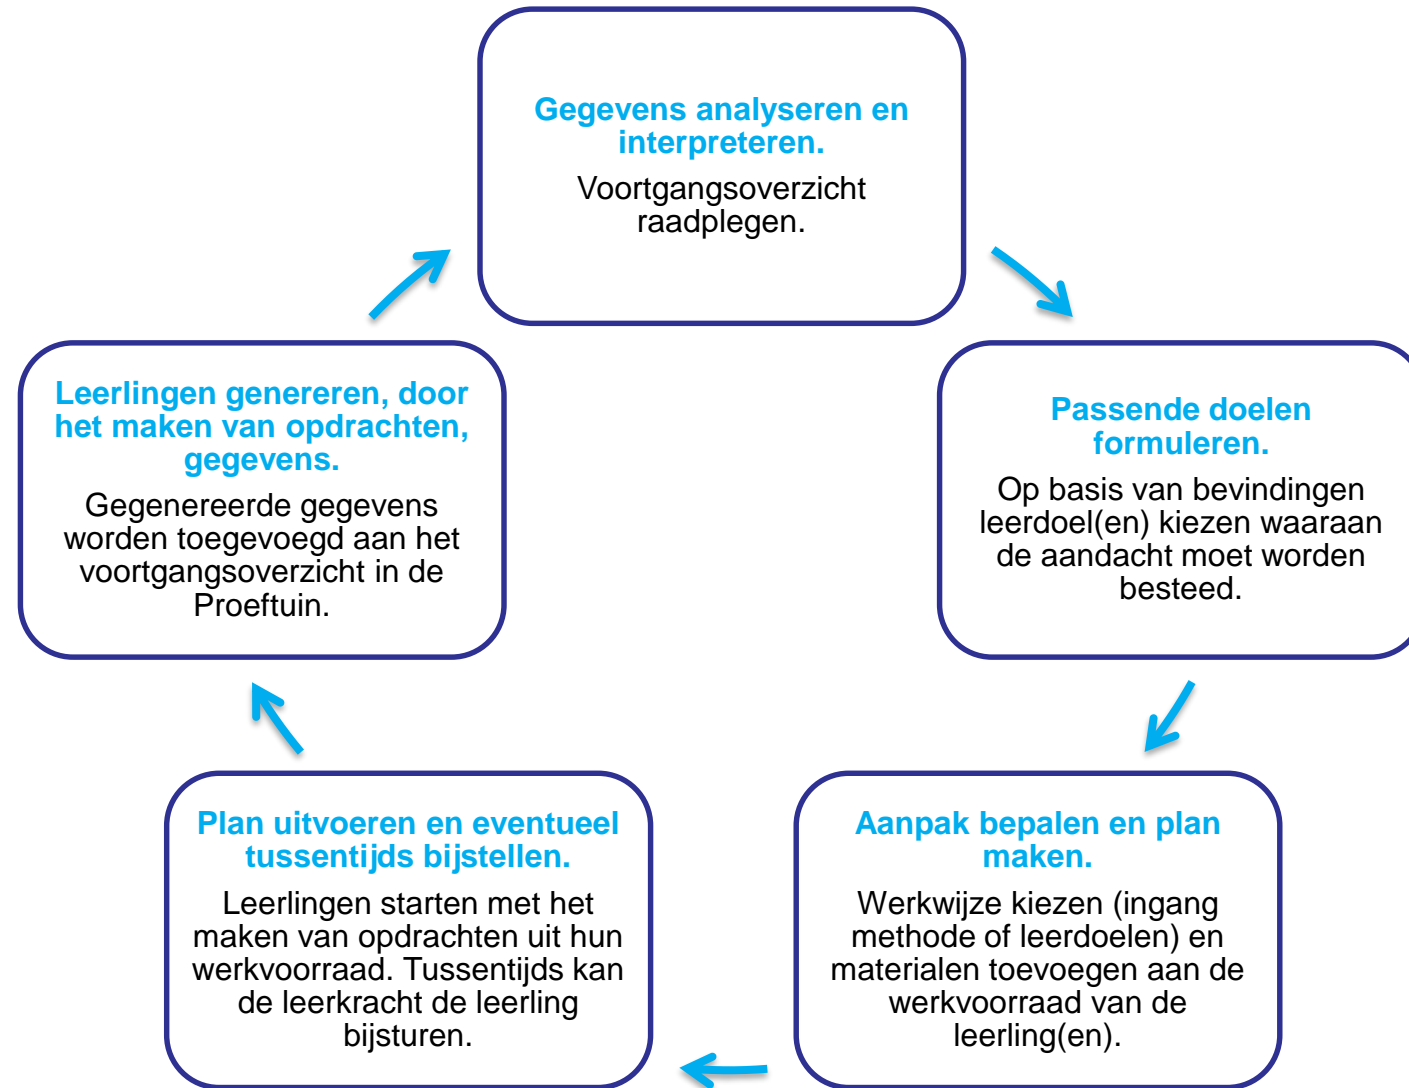 Gegevens analyseren en
interpreteren.
Voortgangsoverzicht
raadplegen.
Passende doelen
formuleren.
Op basis van bevindingen
leerdoel(en) kiezen waaraan
de aandacht moet worden
besteed.
Aanpak bepalen en plan
maken.
Werkwijze kiezen (ingang
methode of leerdoelen) en
materialen toevoegen aan de
werkvoorraad van de
leerling(en).
Plan uitvoeren en eventueel
tussentijds bijstellen.
Leerlingen starten met het
maken van opdrachten uit hun
werkvoorraad. Tussentijds kan
de leerkracht de leerling
bijsturen.
Leerlingen genereren, door
het maken van opdrachten,
gegevens.
Gegenereerde gegevens
worden toegevoegd aan het
voortgangsoverzicht in de
Proeftuin.